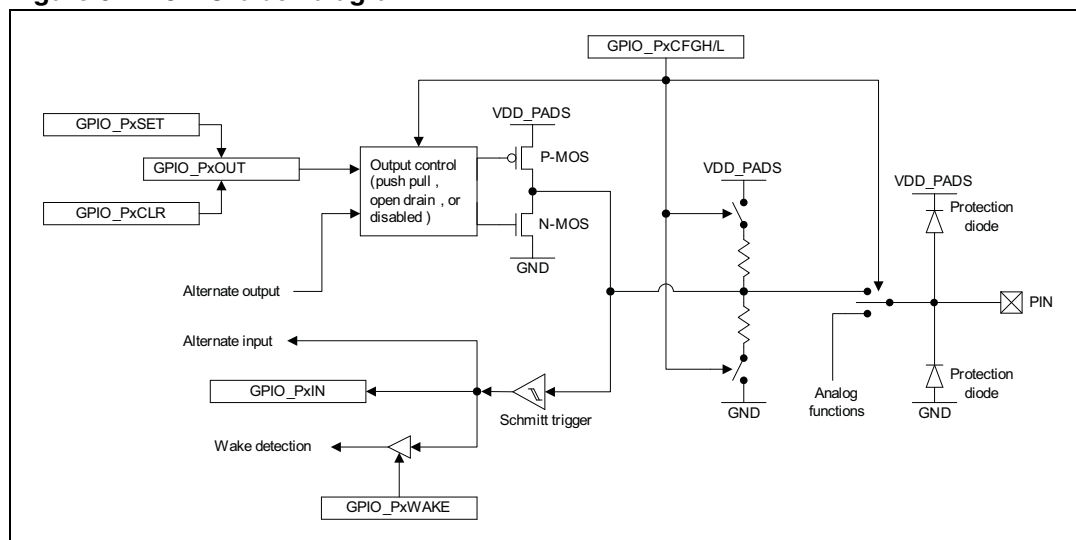 GPIO_PxCFGH/L
VDD_PADS
GPIO_PxSET
GPIO_PxOUT
GPIO_PxCLR
Output control
(push pull ,
open drain , or
disabled )
P-MOS
N-MOS
GND
VDD_PADS
GND
VDD_PADS
Protection
diode
PIN
Protection
diode
GND
Analog
functions
Alternate output
Alternate input
GPIO_PxIN
Schmitt trigger
Wake detection
GPIO_PxWAKE